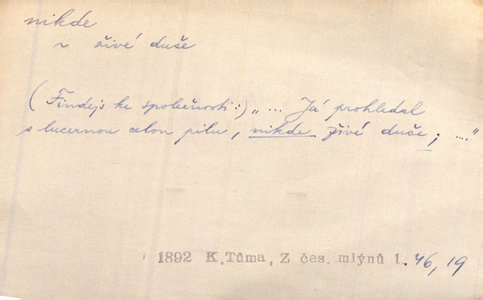 nikde
~ živé duše
(Findejs ke společnosti:) „ ... Já prohledal
s lucernou celou pilu, nikde živé duše; ...."
1892 K.Tůma, Z čes. mlýnů 1. 46, 19